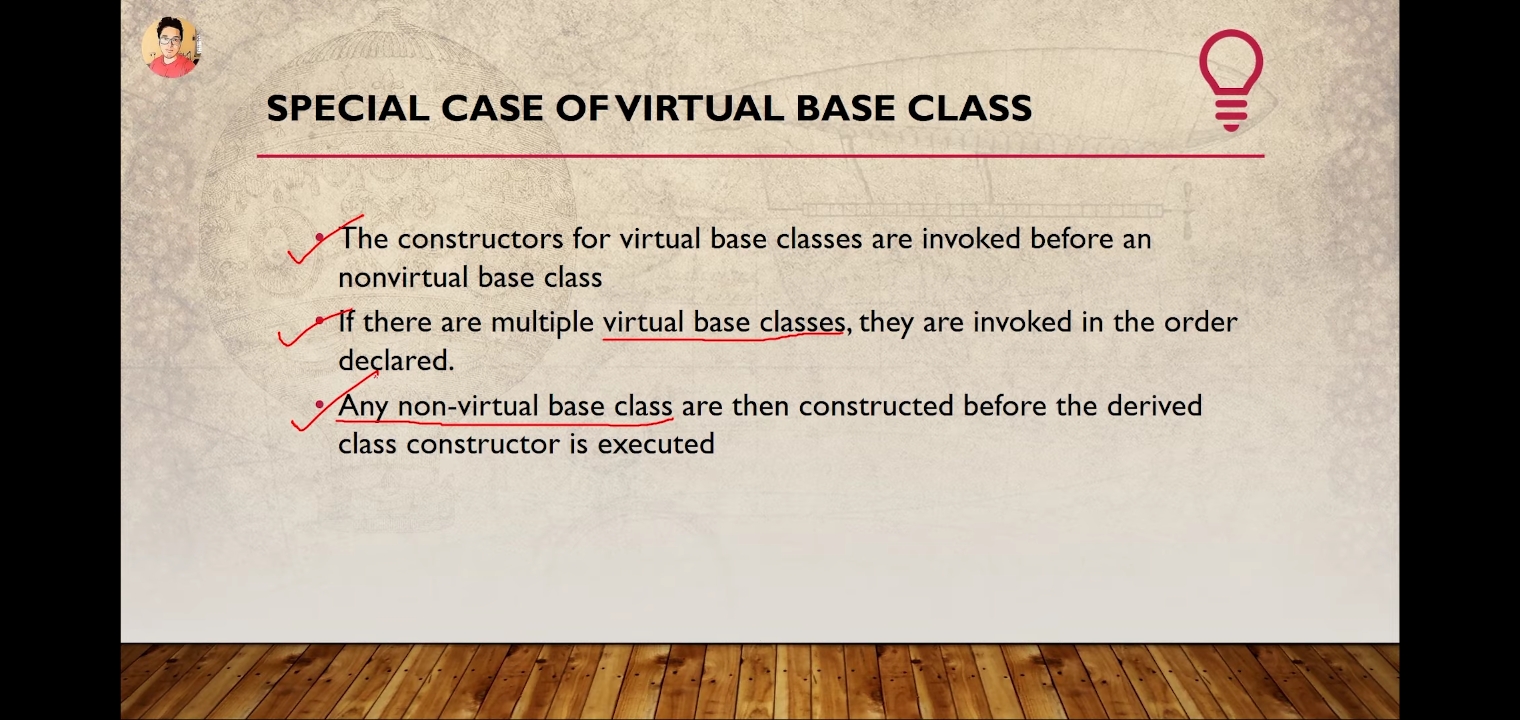 SPECIAL CASE OF VIRTUAL BASE CLASS
• The constructors for virtual base classes are invoked before an
nonvirtual base class
• If there are multiple virtual base classes, they are invoked in the order
declared.
• Any non-virtual base class are then constructed before the derived
class constructor is executed